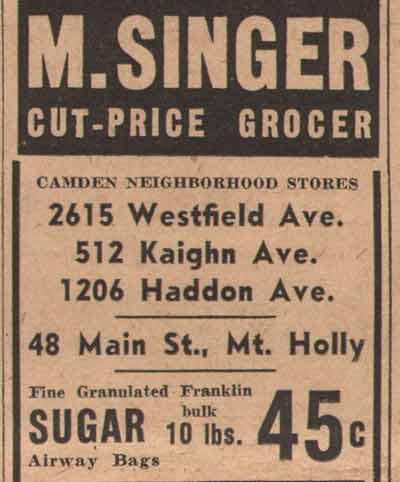 M. SINGER
CUT-PRICE GROCER
CAMDEN NEIGHBORHOOD STORES
2615 Westfield Ave.
512 Kaighn Ave.
1206 Haddon Ave.
48 Main St., Mt. Holly
Fine Granulated Franklin
SUGAR bulk 10 lbs. 45c
Airway Bags